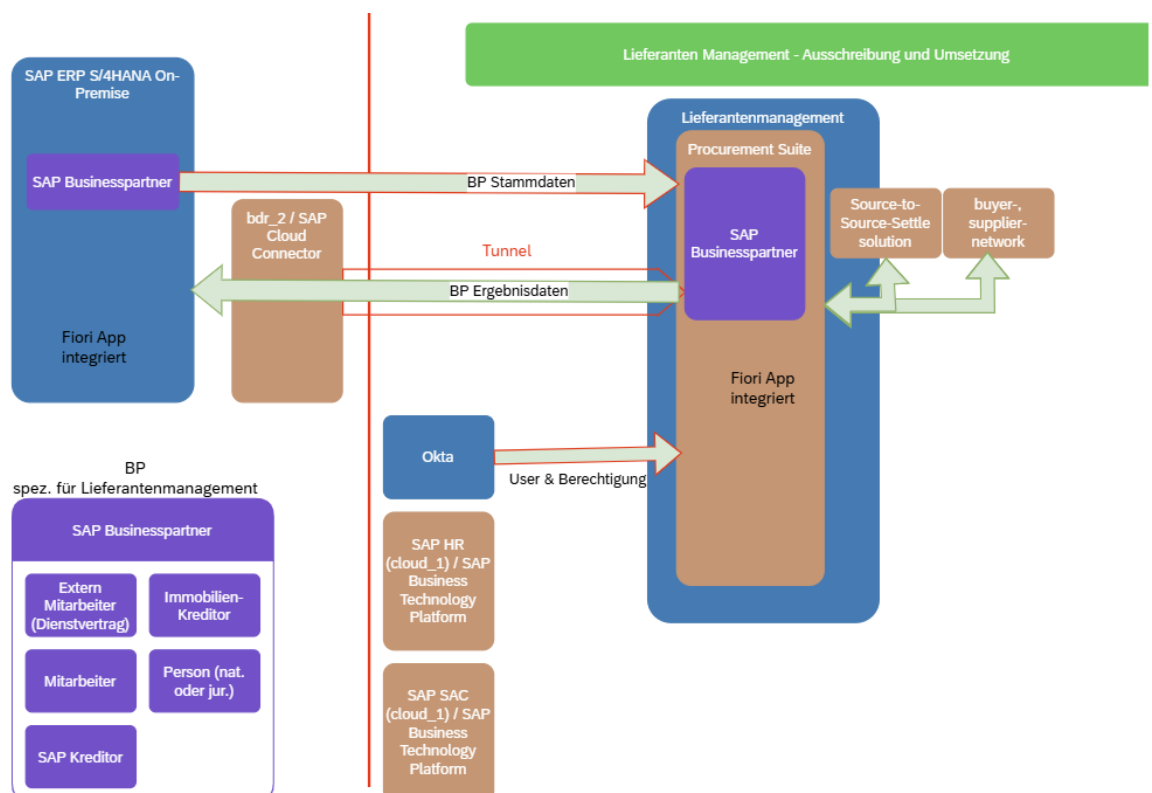 Lieferanten Management - Ausschreibung und Umsetzung
SAP ERP S/4HANA On-
Premise
SAP Businesspartner
Fiori App
integriert
bdr_2 / SAP
Cloud
Connector
BP Stammdaten
Tunnel
BP Ergebnisdaten
Lieferantenmanagement
Procurement Suite
SAP
Businesspartner
Fiori App
integriert
Source-to-
Source-Settle
solution
buyer-,
supplier-
network
Okta
User & Berechtigung
SAP HR
(cloud_1) / SAP
Business
Technology
Platform
SAP SAC
(cloud_1) / SAP
Business
Technology
Platform
BP
spez. für Lieferantenmanagement
SAP Businesspartner
Extern
Mitarbeiter
(Dienstvertrag)
Immobilien-
Kreditor
Mitarbeiter
Person (nat.
oder jur.)
SAP Kreditor